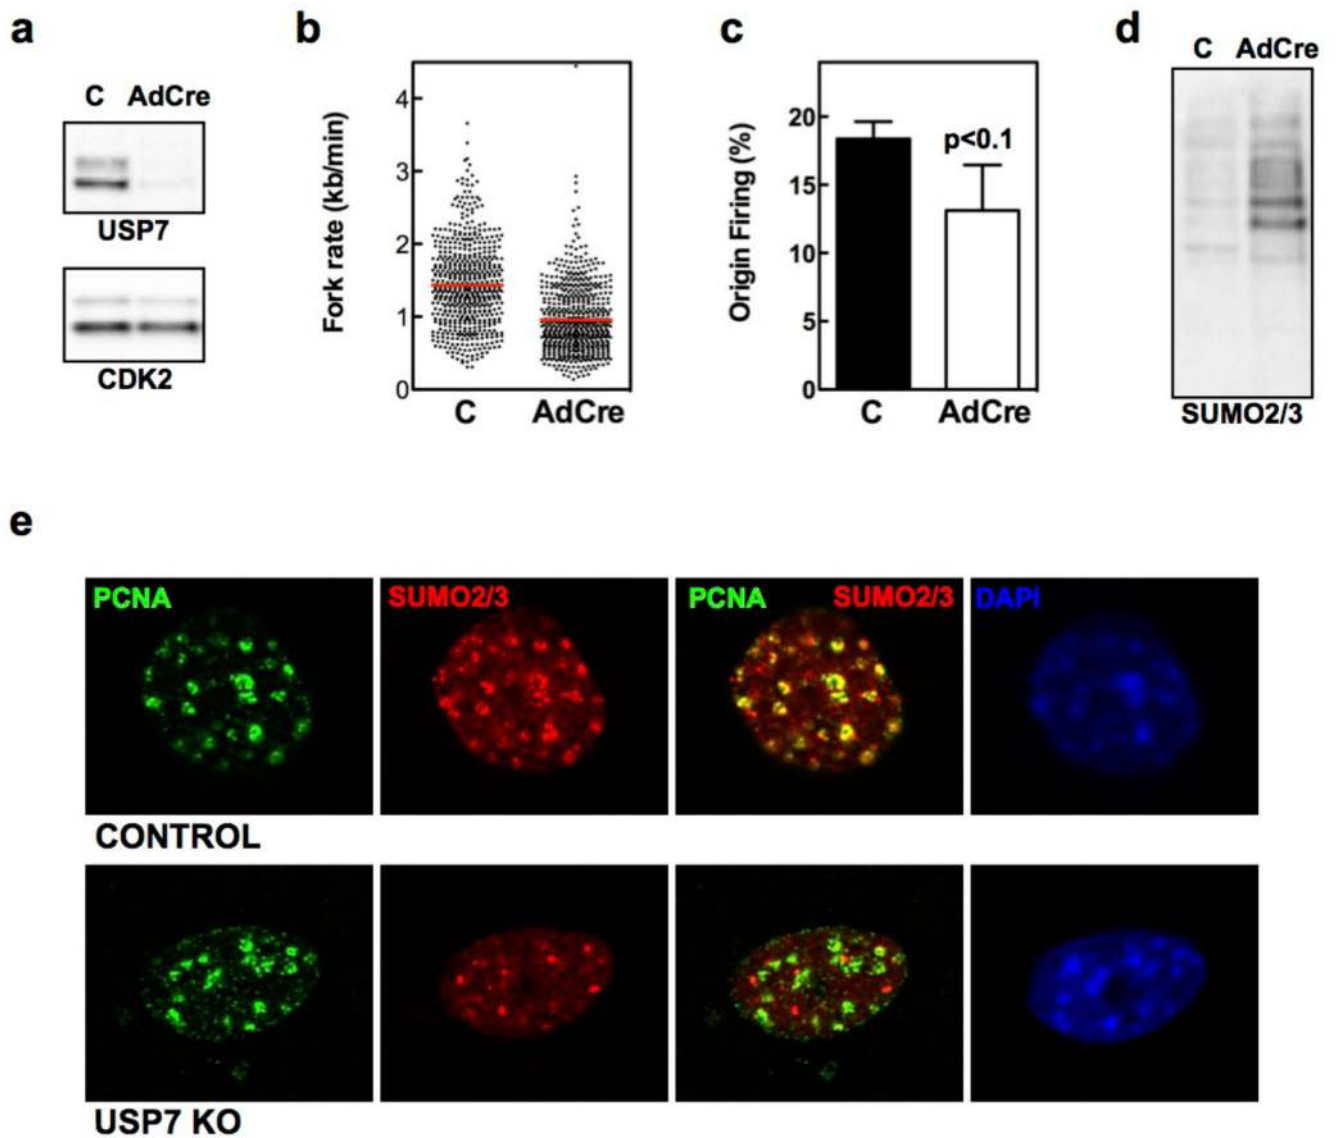 a
C AdCre
USP7
CDK2
b
Fork rate (kb/min)
4
3
2
1
0
C AdCre
c
Origin Firing (%)
20
15
10
5
0
p<0.1
C AdCre
d
C AdCre
SUMO2/3
e
PCNA
SUMO2/3
PCNA SUMO2/3
DAPI
CONTROL
USP7 KO